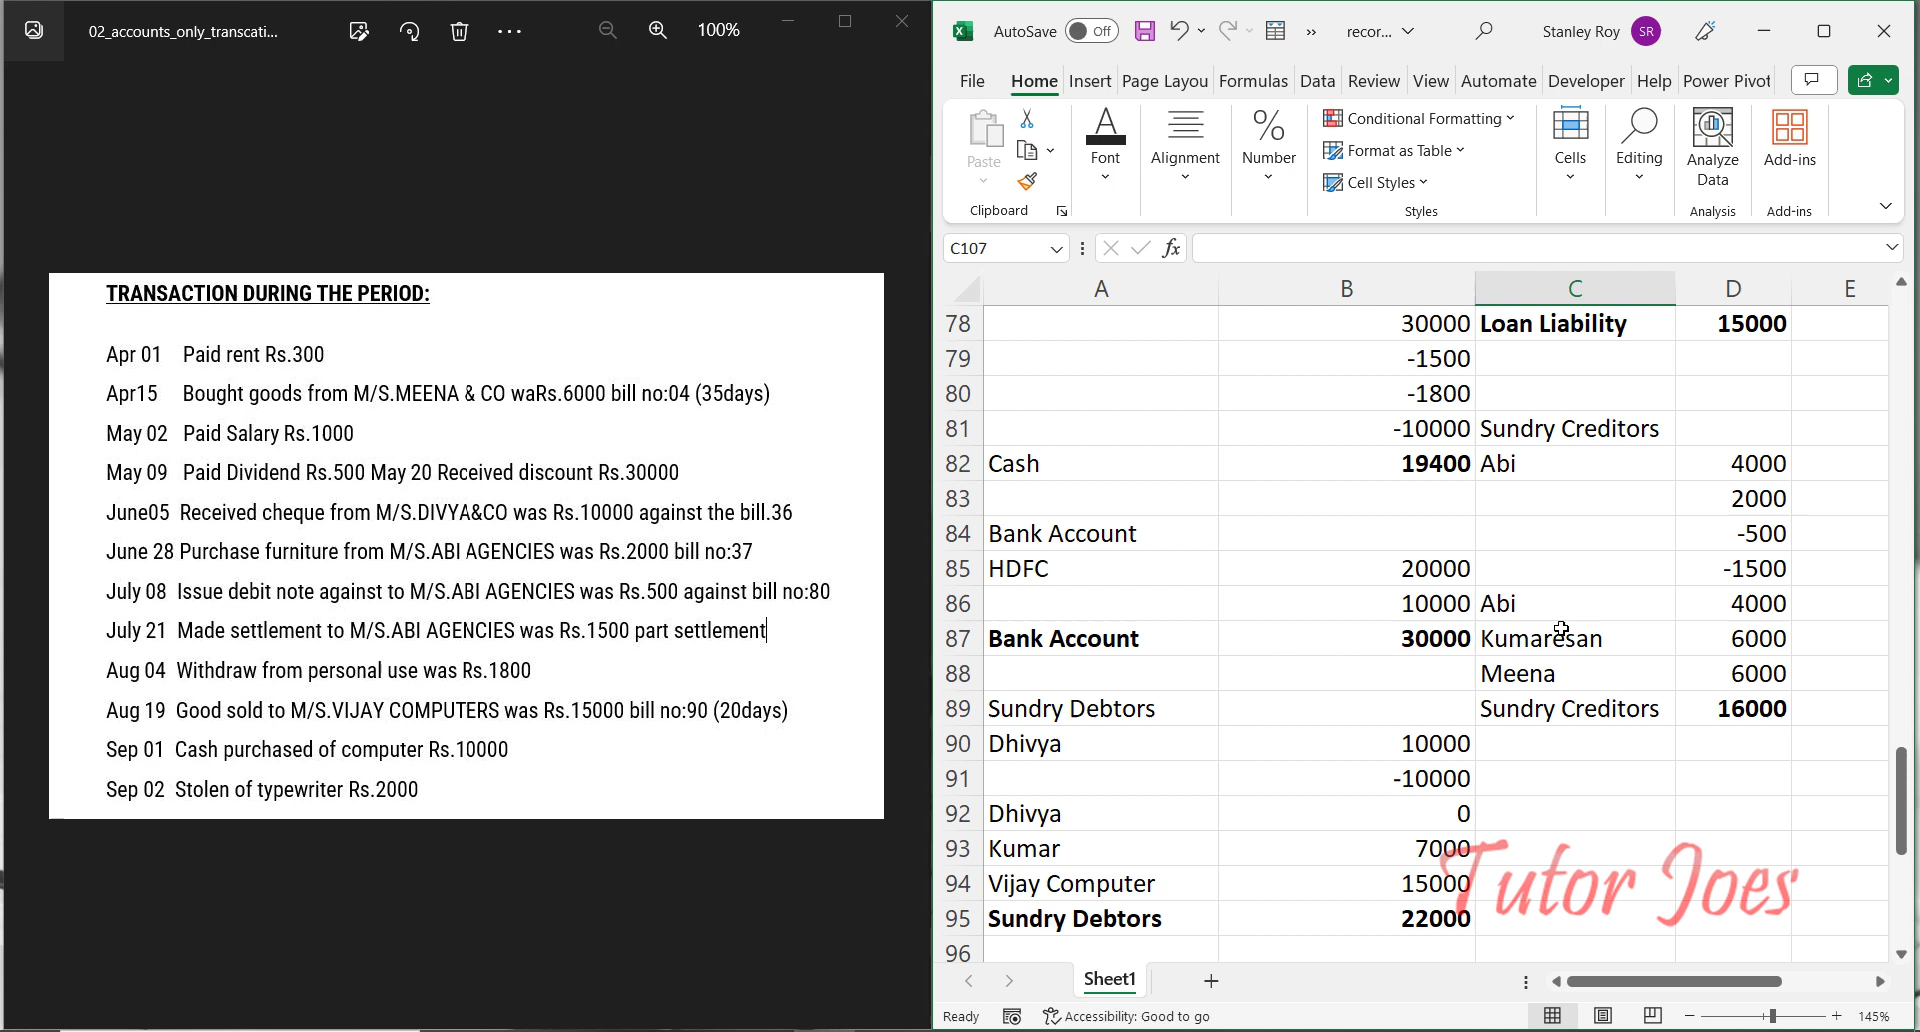 02_accounts_only_transcati...
100%
TRANSACTION DURING THE PERIOD:
Apr 01 Paid rent Rs.300
Apr15 Bought goods from M/S.MEENA & CO waRs.6000 bill no:04 (35days)
May 02 Paid Salary Rs.1000
May 09 Paid Dividend Rs.500 May 20 Received discount Rs.30000
June05 Received cheque from M/S.DIVYA&CO was Rs.10000 against the bill.36
June 28 Purchase furniture from M/S.ABI AGENCIES was Rs.2000 bill no:37
July 08 Issue debit note against to M/S.ABI AGENCIES was Rs.500 against bill no:80
July 21 Made settlement to M/S.ABI AGENCIES was Rs.1500 part settlement
Aug 04 Withdraw from personal use was Rs.1800
Aug 19 Good sold to M/S.VIJAY COMPUTERS was Rs.15000 bill no:90 (20days)
Sep 01 Cash purchased of computer Rs.10000
Sep 02 Stolen of typewriter Rs.2000
AutoSave Off recor... Stanley Roy SR
File Home Insert Page Layou Formulas Data Review View Automate Developer Help Power Pivot
Paste Font Alignment Number Conditional Formatting Cells Editing Analyze Data Add-ins
Format as Table
Cell Styles
Clipboard Styles Analysis Add-ins
C107 fx
A B C D E
78 30000 Loan Liability 15000
79 -1500
80 -1800
81 -10000 Sundry Creditors
82 Cash 19400 Abi 4000
83 2000
84 Bank Account -500
85 HDFC 20000 -1500
86 10000 Abi 4000
87 Bank Account 30000 Kumaresan 6000
88 Meena 6000
89 Sundry Debtors Sundry Creditors 16000
90 Dhivya 10000
91 -10000
92 Dhivya 0
93 Kumar 7000
94 Vijay Computer 15000
95 Sundry Debtors 22000
96
Tutor Joes
Sheet1
Ready Accessibility: Good to go 145%